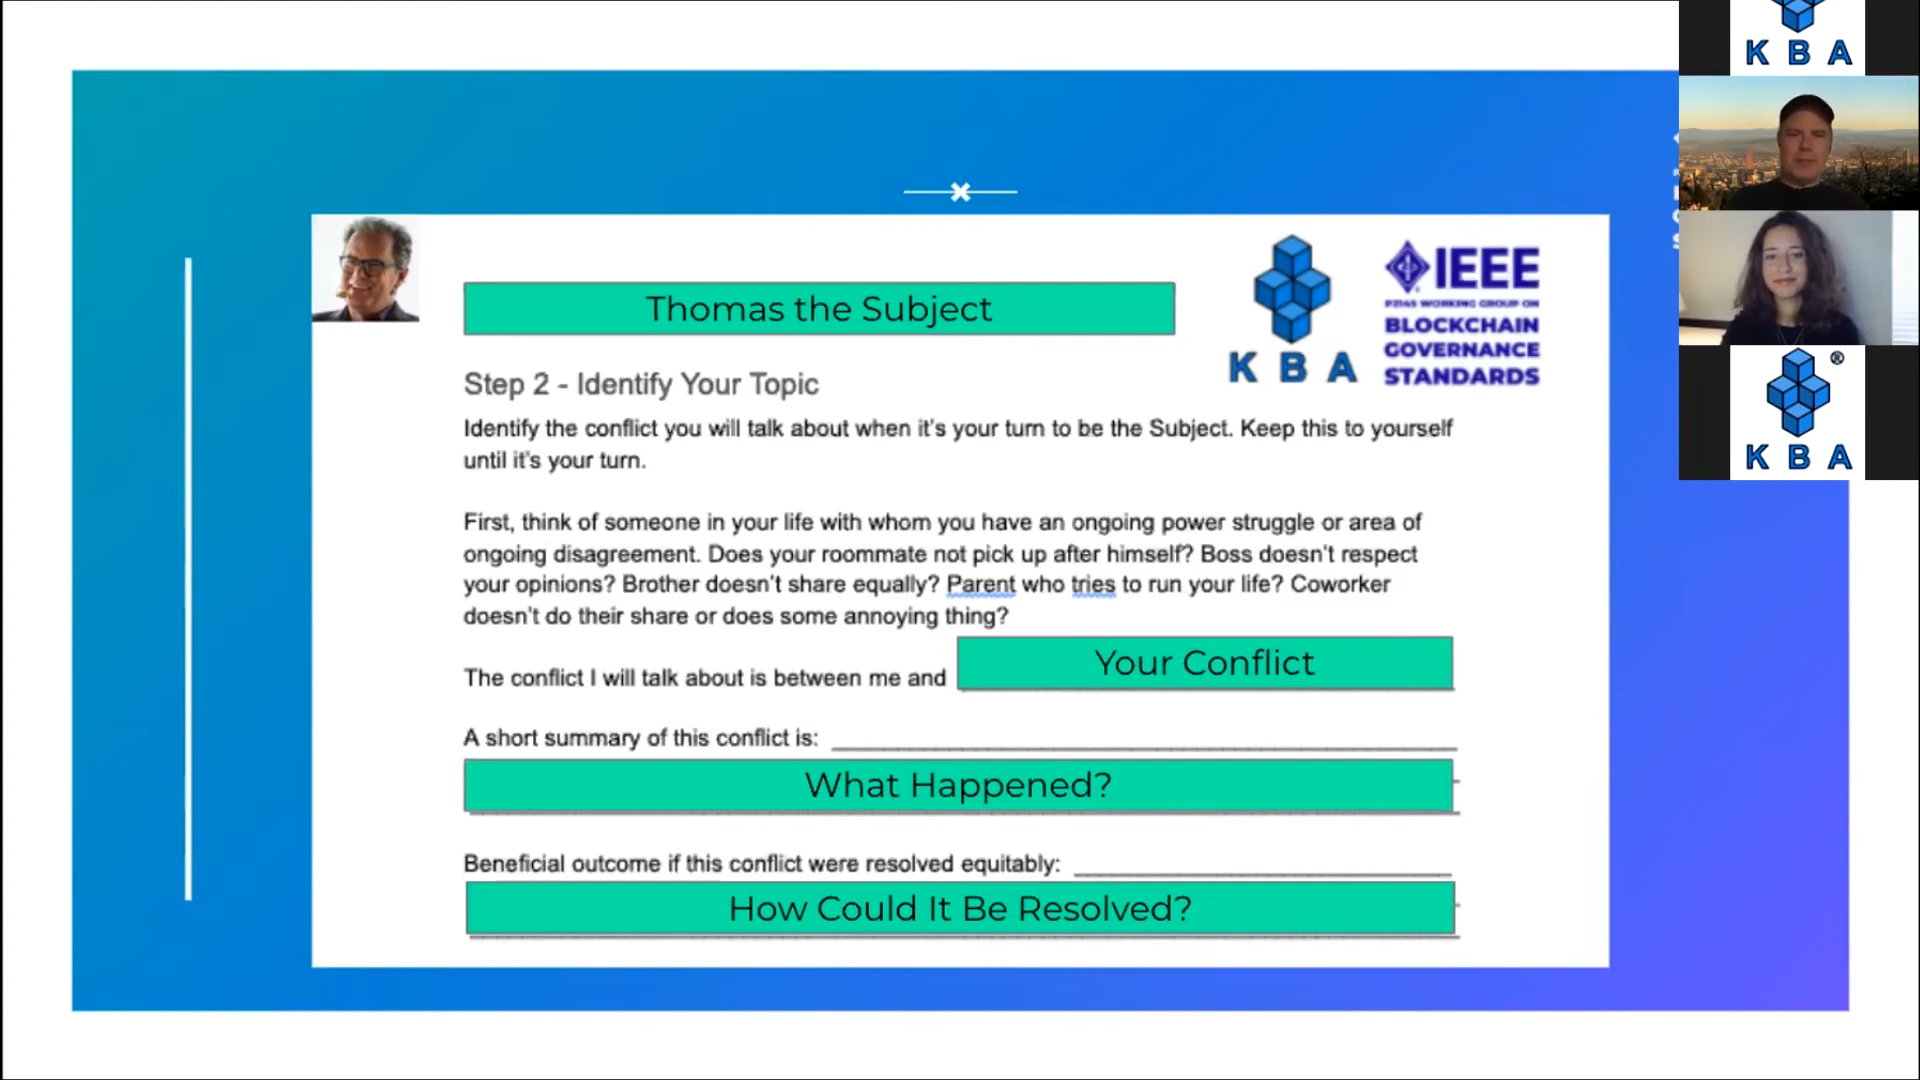 K B A
Thomas the Subject
K B A
IEEE
P2145 WORKING GROUP ON
BLOCKCHAIN
GOVERNANCE
STANDARDS
Step 2 - Identify Your Topic
Identify the conflict you will talk about when it's your turn to be the Subject. Keep this to yourself
until it's your turn.
First, think of someone in your life with whom you have an ongoing power struggle or area of
ongoing disagreement. Does your roommate not pick up after himself? Boss doesn't respect
your opinions? Brother doesn't share equally? Parent who tries to run your life? Coworker
doesn't do their share or does some annoying thing?
The conflict I will talk about is between me and
Your Conflict
A short summary of this conflict is:
What Happened?
Beneficial outcome if this conflict were resolved equitably:
How Could It Be Resolved?
®
K B A